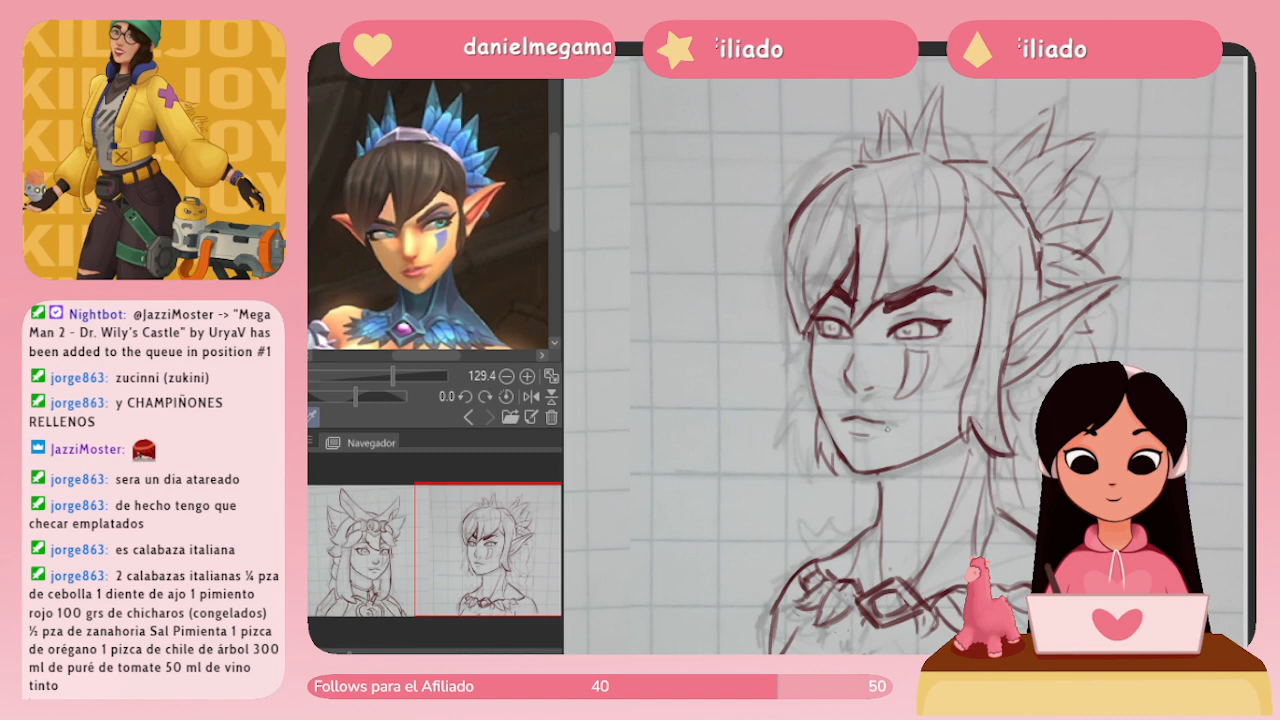 danielmegama
iliado
iliado
KILLJOY
KILLJOY
KILLJOY
KILLJOY
Nightbot: @JazziMoster -> "Mega
Man 2 - Dr. Wily's Castle" by UryaV has
been added to the queue in position #1
jorge863: zucinni (zukini)
jorge863: y CHAMPIÑONES
RELLENOS
JazziMoster:
jorge863: sera un dia atareado
jorge863: de hecho tengo que
checar emplatados
jorge863: es calabaza italiana
jorge863: 2 calabazas italianas ¼ pza
de cebolla 1 diente de ajo 1 pimiento
rojo 100 grs de chicharos (congelados)
½ pza de zanahoria Sal Pimienta 1 pizca
de orégano 1 pizca de chile de árbol 300
ml de puré de tomate 50 ml de vino
tinto
129.4
0.0
Navegador
Follows para el Afiliado 40 50